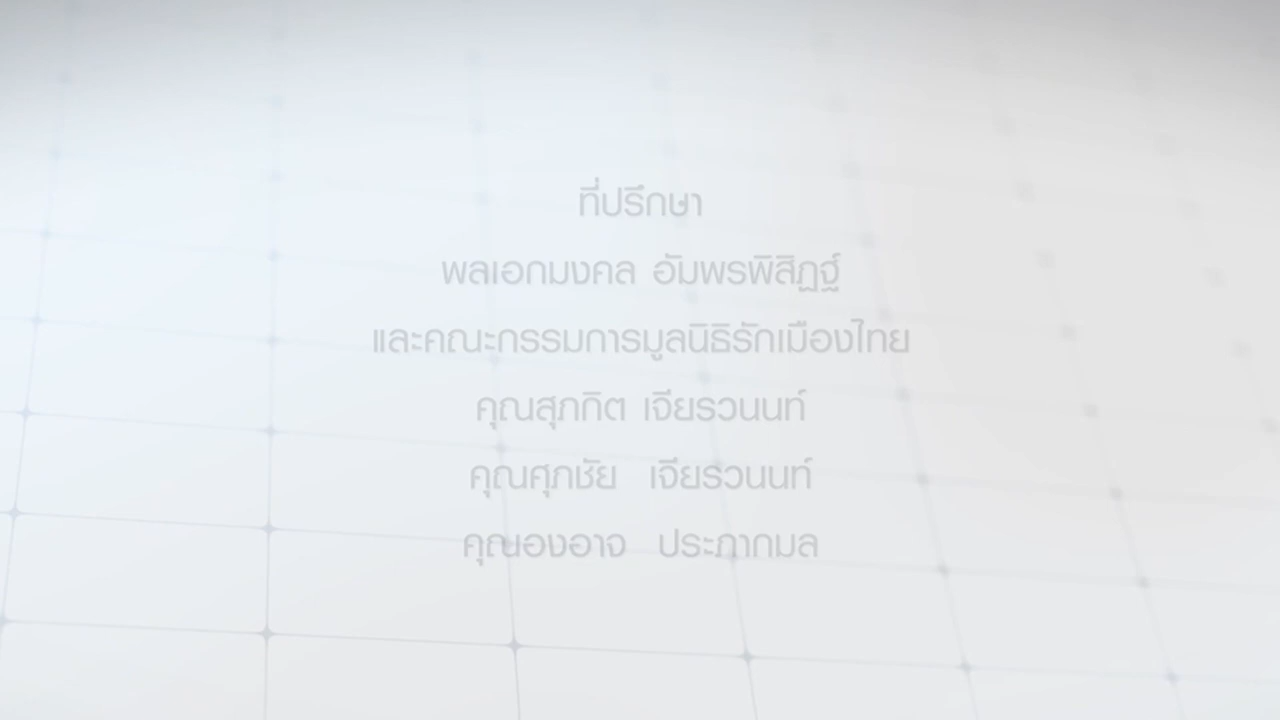 ที่ปรึกษา
พลเอกมงคล อัมพรพิสิฏฐ์
และคณะกรรมการมูลนิธิรักเมืองไทย
คุณสุภกิต เจียรวนนท์
คุณศุภชัย เจียรวนนท์
คุณองอาจ ประภากมล